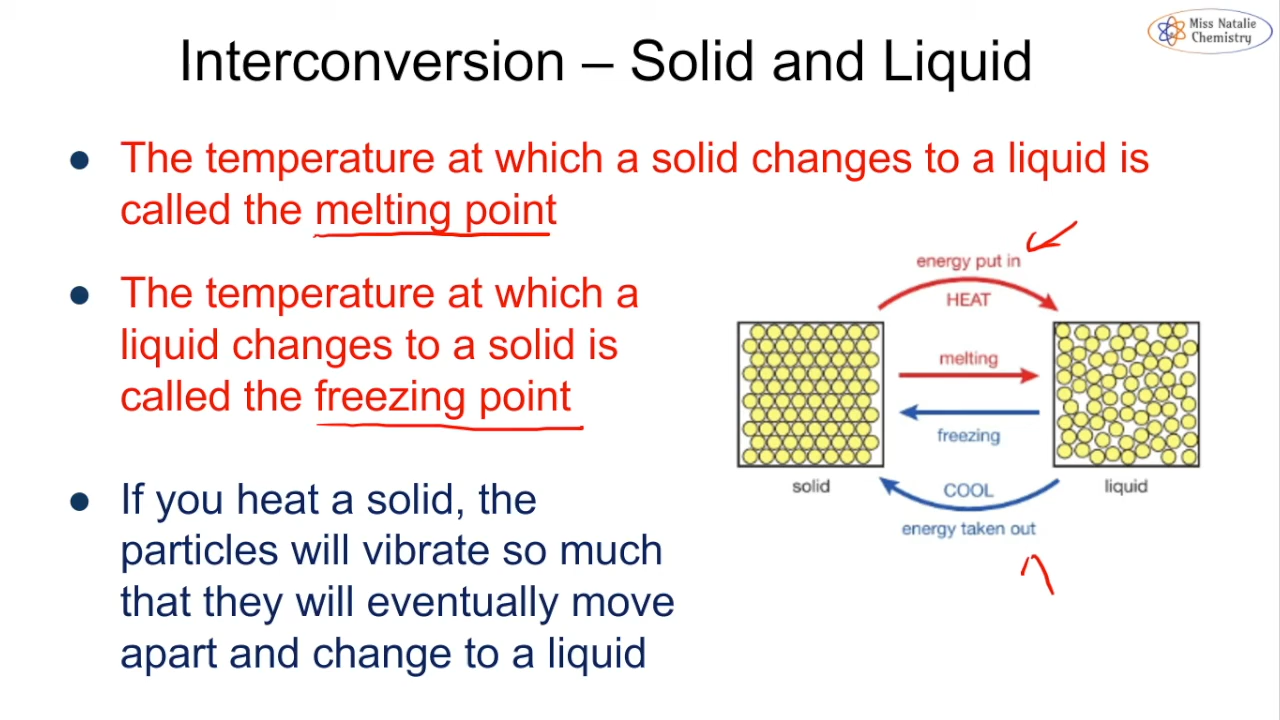 Miss Natalie
Chemistry
Interconversion – Solid and Liquid
● The temperature at which a solid changes to a liquid is
called the melting point
● The temperature at which a
liquid changes to a solid is
called the freezing point
● If you heat a solid, the
particles will vibrate so much
that they will eventually move
apart and change to a liquid
energy put in
HEAT
melting
freezing
solid
liquid
COOL
energy taken out